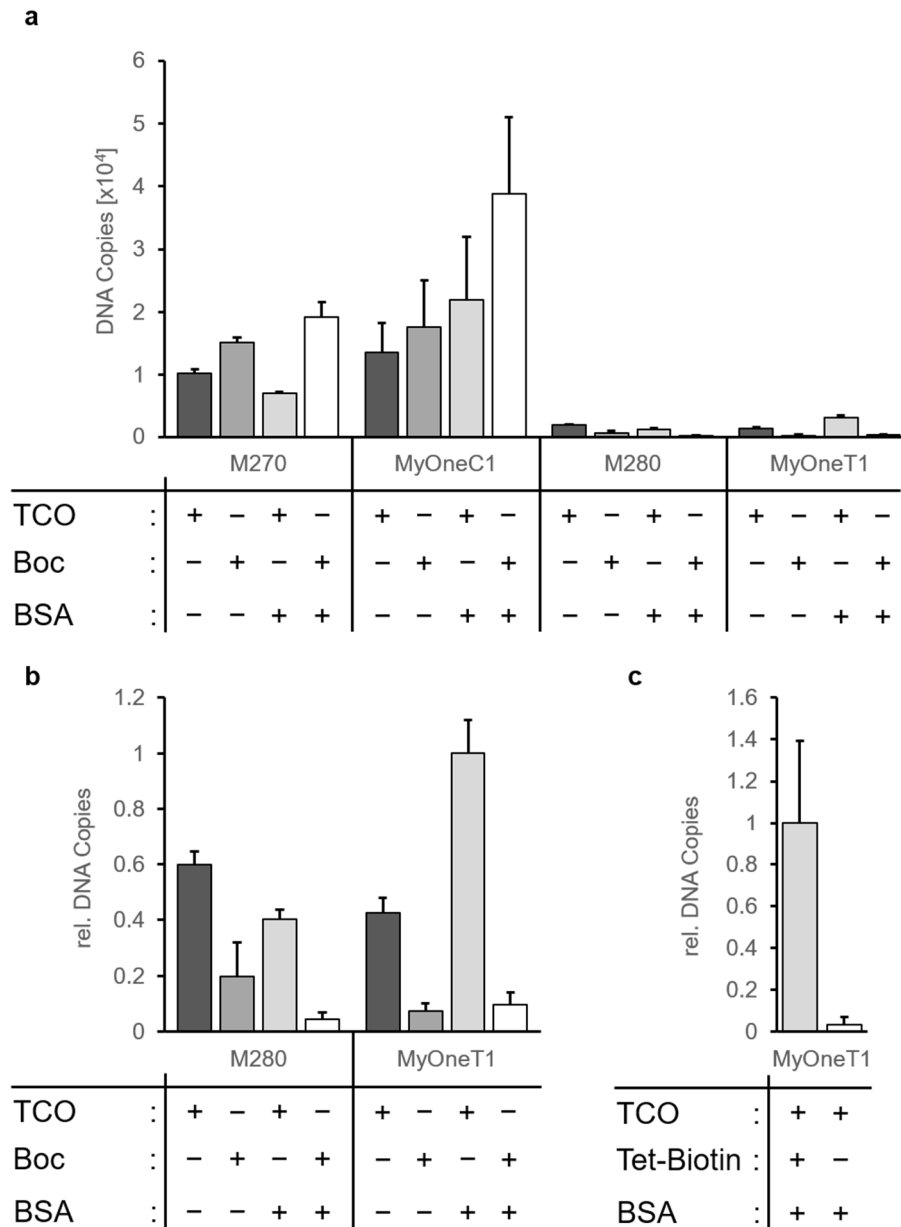 a
6
5
4
3
2
1
0
DNA Copies [x10⁴]
M270 MyOneC1 M280 MyOneT1
TCO : + – + – + – + – + – + – + – + –
Boc : – + – + – + – + – + – + – + – +
BSA : – – + + – – + + – – + + – – + +
b
1.2
1
0.8
0.6
0.4
0.2
0
rel. DNA Copies
M280 MyOneT1
TCO : + – + – + – + –
Boc : – + – + – + – +
BSA : – – + + – – + +
c
1.6
1.4
1.2
1
0.8
0.6
0.4
0.2
0
rel. DNA Copies
MyOneT1
TCO : + +
Tet-Biotin : + –
BSA : + +